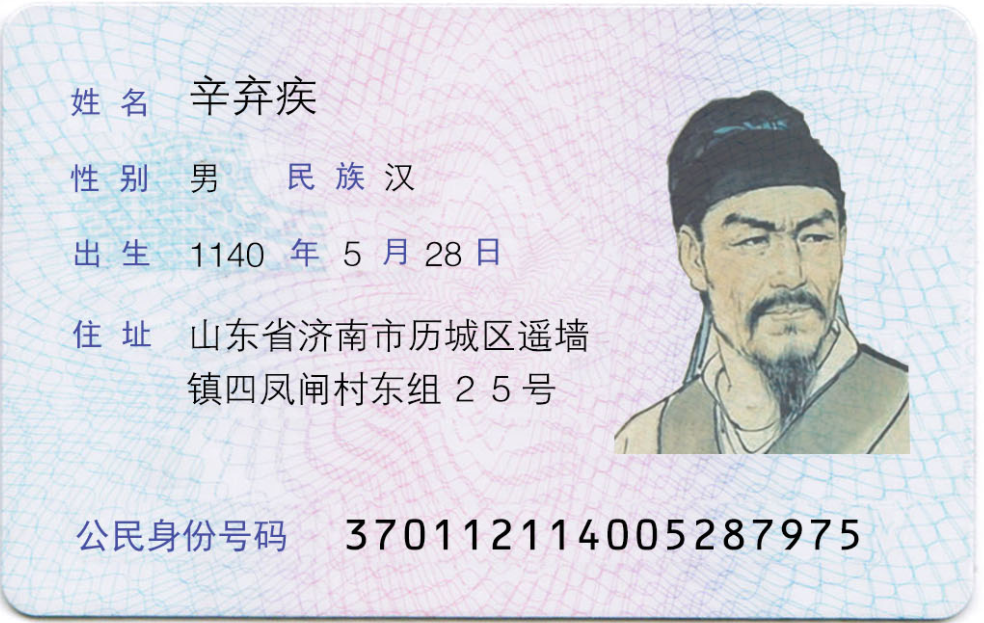 姓名 辛弃疾
性别 男 民族 汉
出生 1140 年 5 月 28 日
住址 山东省济南市历城区遥墙
镇四凤闸村东组 2 5 号
公民身份号码 370112114005287975